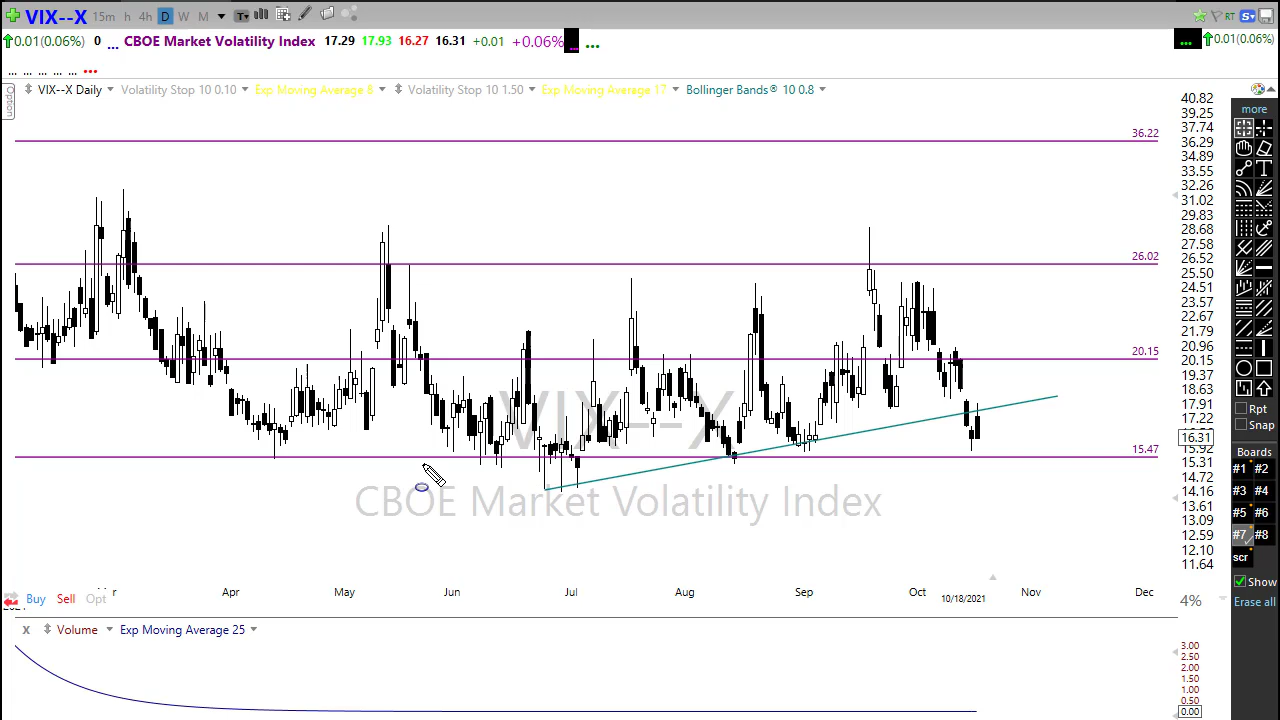 VIX--X 15m h 4h D W M T RT S
0.01(0.06%) 0 ... CBOE Market Volatility Index 17.29 17.93 16.27 16.31 +0.01 +0.06% ... ... ... 0.01(0.06%)
... ... ... ... ... ...
Option
VIX--X Daily Volatility Stop 10 0.10 Exp Moving Average 8 Volatility Stop 10 1.50 Exp Moving Average 17 Bollinger Bands® 10 0.8
VIX--X
CBOE Market Volatility Index
36.22
26.02
20.15
15.47
40.82
39.25
37.74
36.29
34.89
33.55
32.26
31.02
29.83
28.68
27.58
26.52
25.50
24.51
23.57
22.67
21.79
20.96
20.15
19.37
18.63
17.91
17.22
16.31
15.92
15.31
14.72
14.16
13.61
13.09
12.59
12.10
11.64
Apr May Jun Jul Aug Sep Oct 10/18/2021 Nov Dec
Buy Sell Opt
4%
X Volume Exp Moving Average 25
3.00
2.50
2.00
1.50
1.00
0.50
0.00
more
T
Rpt
Snap
Boards
#1 #2
#3 #4
#5 #6
#7 #8
scr
Show
Erase all